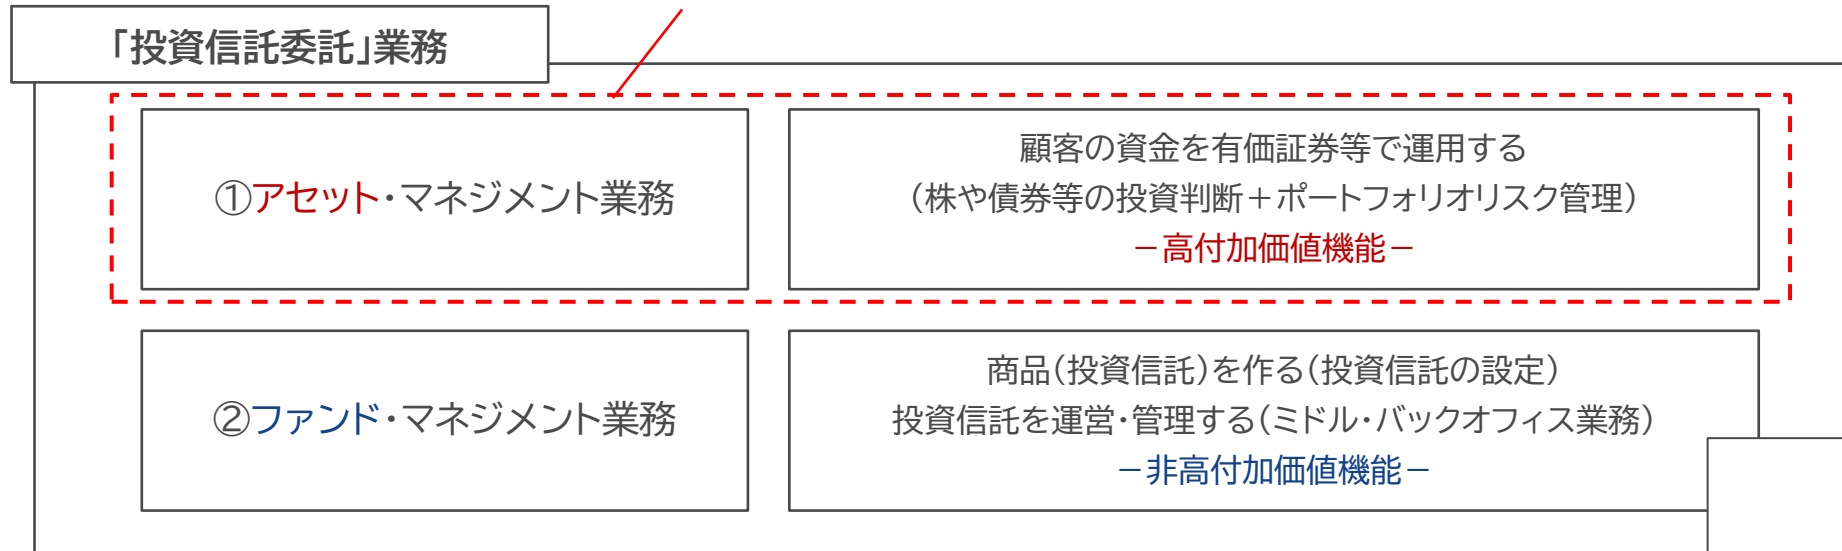 「投資信託委託」業務
①アセット・マネジメント業務
顧客の資金を有価証券等で運用する
（株や債券等の投資判断＋ポートフォリオリスク管理）
－高付加価値機能－
②ファンド・マネジメント業務
商品（投資信託）を作る（投資信託の設定）
投資信託を運営・管理する（ミドル・バックオフィス業務）
－非高付加価値機能－